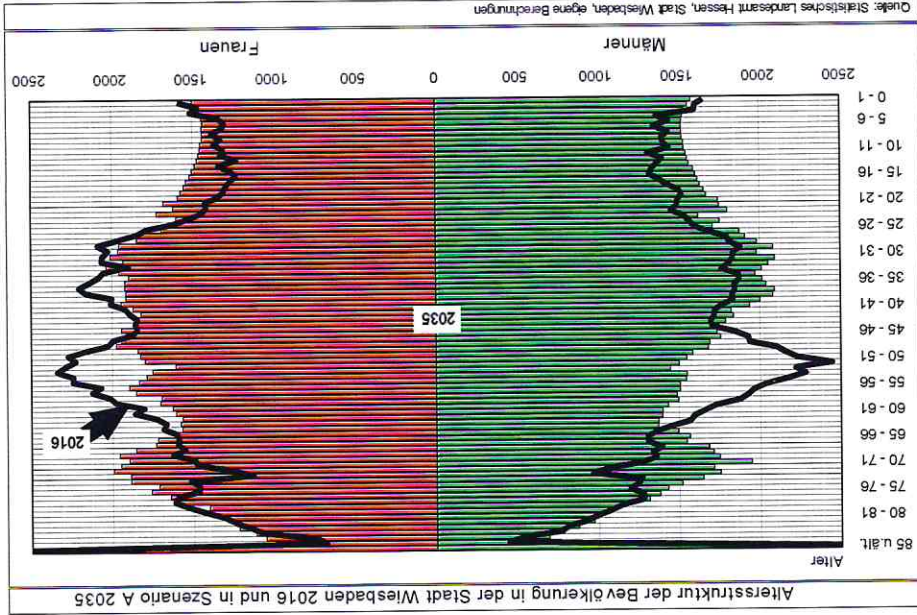 Altersstruktur der Bevölkerung in der Stadt Wiesbaden 2016 und in Szenario A 2035
Alter
85 u.ält.
80 - 81
75 - 76
70 - 71
65 - 66
60 - 61
55 - 56
50 - 51
45 - 46
40 - 41
35 - 36
30 - 31
25 - 26
20 - 21
15 - 16
10 - 11
5 - 6
0 - 1
2016
2035
2500 2000 1500 1000 500 0 500 1000 1500 2000 2500
Männer Frauen
Quelle: Statistisches Landesamt Hessen, Stadt Wiesbaden, eigene Berechnungen